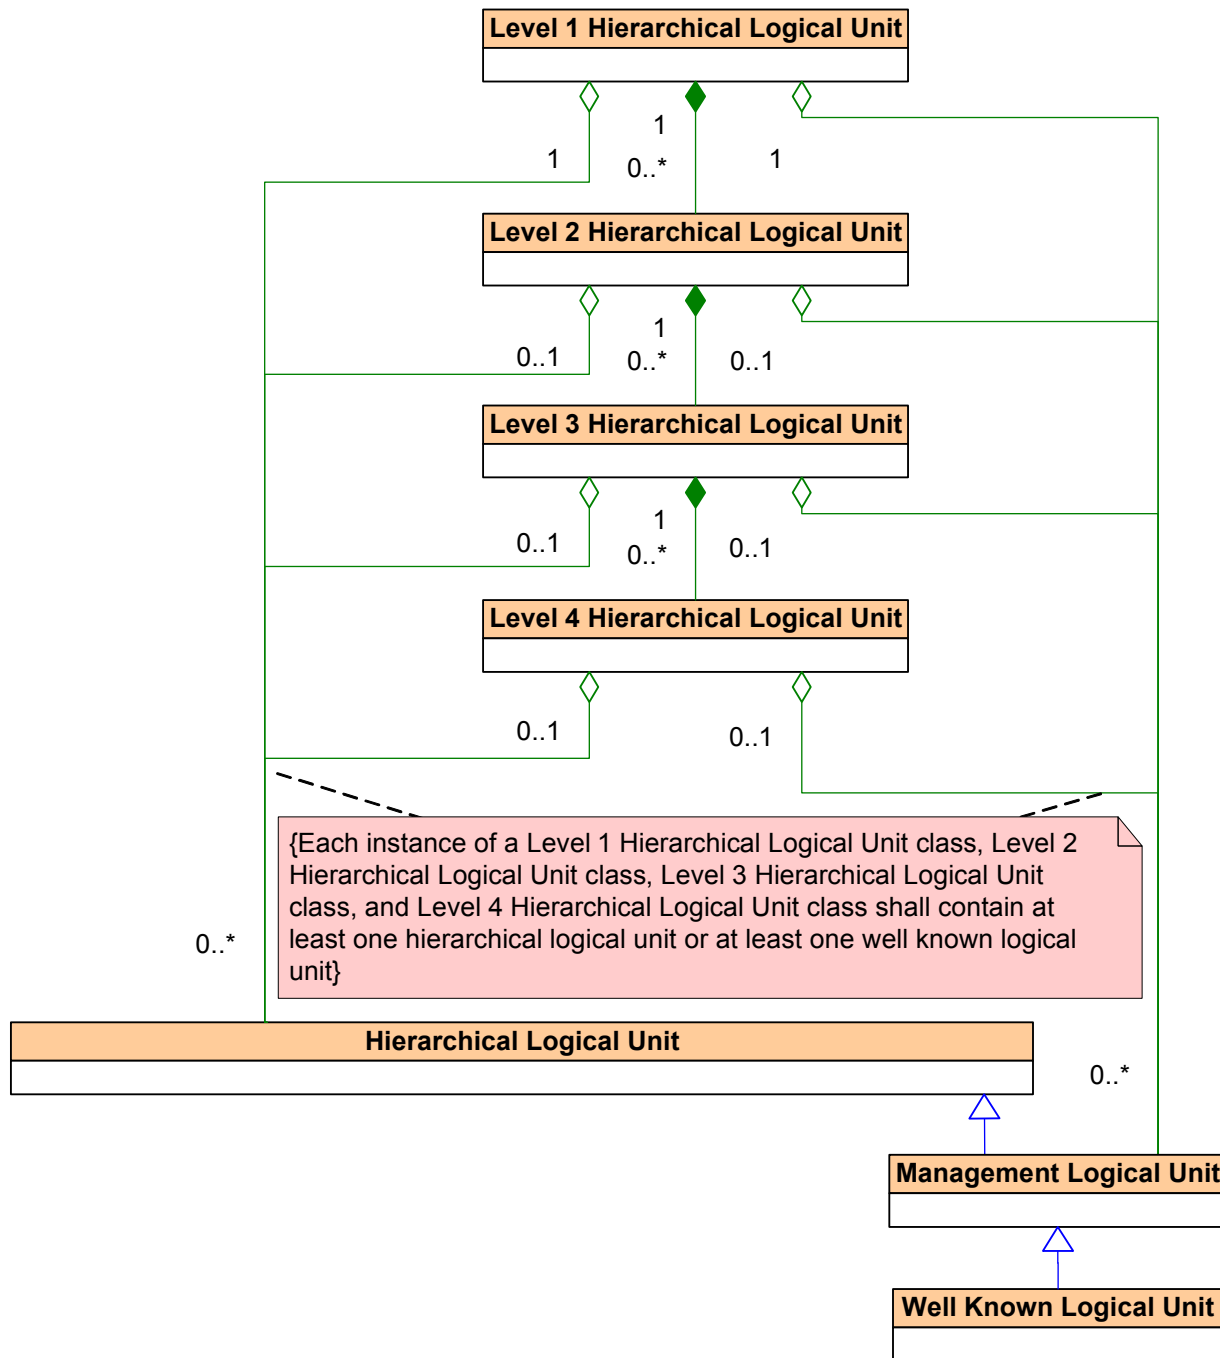 Level 1 Hierarchical Logical Unit
1
1
0..*
1
Level 2 Hierarchical Logical Unit
0..1
1
0..*
0..1
Level 3 Hierarchical Logical Unit
0..1
1
0..*
0..1
Level 4 Hierarchical Logical Unit
0..1
0..1
{Each instance of a Level 1 Hierarchical Logical Unit class, Level 2
Hierarchical Logical Unit class, Level 3 Hierarchical Logical Unit
class, and Level 4 Hierarchical Logical Unit class shall contain at
least one hierarchical logical unit or at least one well known logical
unit}
0..*
Hierarchical Logical Unit
0..*
Management Logical Unit
Well Known Logical Unit